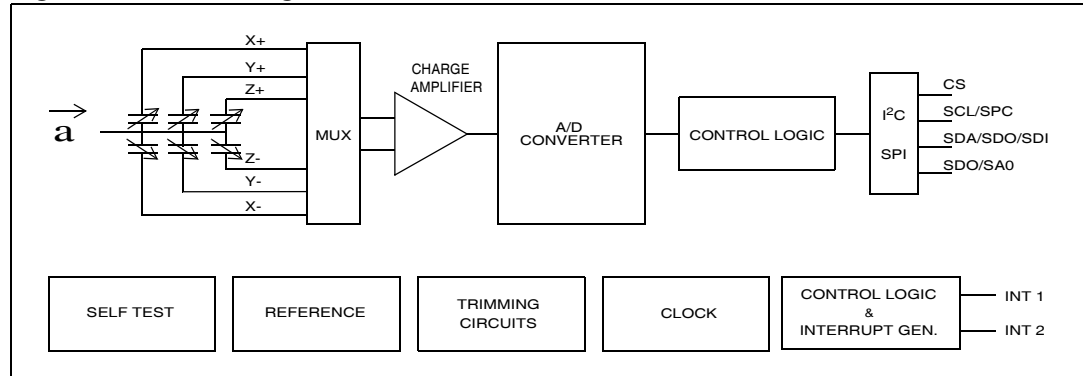 X+
Y+
Z+
a
Z-
Y-
X-
MUX
CHARGE
AMPLIFIER
A/D
CONVERTER
CONTROL LOGIC
I²C
SPI
CS
SCL/SPC
SDA/SDO/SDI
SDO/SA0
SELF TEST
REFERENCE
TRIMMING
CIRCUITS
CLOCK
CONTROL LOGIC
&
INTERRUPT GEN.
INT 1
INT 2